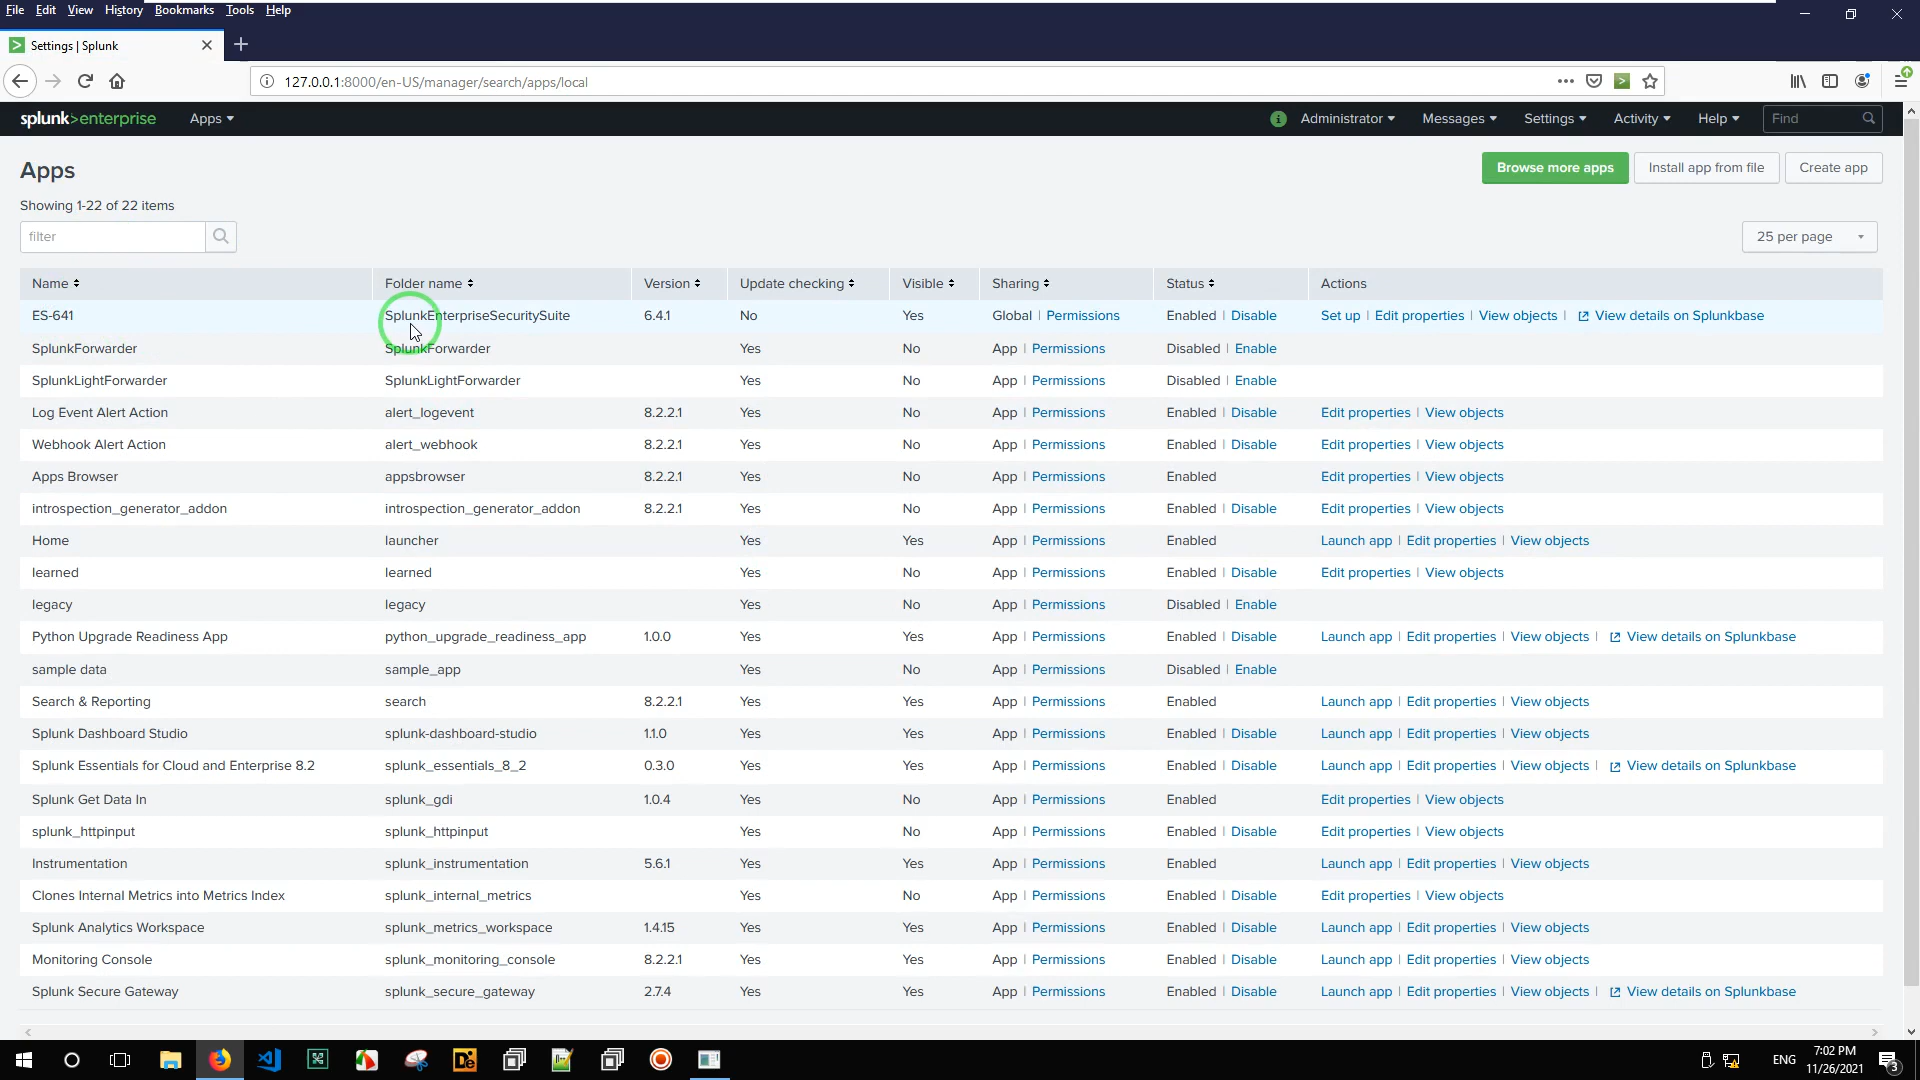 File Edit View History Bookmarks Tools Help
Settings | Splunk
127.0.0.1:8000/en-US/manager/search/apps/local
splunk>enterprise Apps Administrator Messages Settings Activity Help Find
Apps
Browse more apps Install app from file Create app
Showing 1-22 of 22 items
filter
25 per page
Name Folder name Version Update checking Visible Sharing Status Actions
ES-641 SplunkEnterpriseSecuritySuite 6.4.1 No Yes Global | Permissions Enabled | Disable Set up | Edit properties | View objects | View details on Splunkbase
SplunkForwarder SplunkForwarder Yes No App | Permissions Disabled | Enable
SplunkLightForwarder SplunkLightForwarder Yes No App | Permissions Disabled | Enable
Log Event Alert Action alert_logevent 8.2.2.1 Yes No App | Permissions Enabled | Disable Edit properties | View objects
Webhook Alert Action alert_webhook 8.2.2.1 Yes No App | Permissions Enabled | Disable Edit properties | View objects
Apps Browser appsbrowser 8.2.2.1 Yes No App | Permissions Enabled Edit properties | View objects
introspection_generator_addon introspection_generator_addon 8.2.2.1 Yes No App | Permissions Enabled | Disable Edit properties | View objects
Home launcher Yes Yes App | Permissions Enabled Launch app | Edit properties | View objects
learned learned Yes No App | Permissions Enabled | Disable Edit properties | View objects
legacy legacy Yes No App | Permissions Disabled | Enable
Python Upgrade Readiness App python_upgrade_readiness_app 1.0.0 Yes Yes App | Permissions Enabled | Disable Launch app | Edit properties | View objects | View details on Splunkbase
sample data sample_app Yes No App | Permissions Disabled | Enable
Search & Reporting search 8.2.2.1 Yes Yes App | Permissions Enabled Launch app | Edit properties | View objects
Splunk Dashboard Studio splunk-dashboard-studio 1.1.0 Yes Yes App | Permissions Enabled | Disable Launch app | Edit properties | View objects
Splunk Essentials for Cloud and Enterprise 8.2 splunk_essentials_8_2 0.3.0 Yes Yes App | Permissions Enabled | Disable Launch app | Edit properties | View objects | View details on Splunkbase
Splunk Get Data In splunk_gdi 1.0.4 Yes No App | Permissions Enabled Edit properties | View objects
splunk_httpinput splunk_httpinput Yes No App | Permissions Enabled | Disable Edit properties | View objects
Instrumentation splunk_instrumentation 5.6.1 Yes Yes App | Permissions Enabled Launch app | Edit properties | View objects
Clones Internal Metrics into Metrics Index splunk_internal_metrics Yes No App | Permissions Enabled | Disable Edit properties | View objects
Splunk Analytics Workspace splunk_metrics_workspace 1.4.15 Yes Yes App | Permissions Enabled | Disable Launch app | Edit properties | View objects
Monitoring Console splunk_monitoring_console 8.2.2.1 Yes Yes App | Permissions Enabled | Disable Launch app | Edit properties | View objects
Splunk Secure Gateway splunk_secure_gateway 2.7.4 Yes Yes App | Permissions Enabled | Disable Launch app | Edit properties | View objects | View details on Splunkbase
De
ENG
7:02 PM
11/26/2021
3